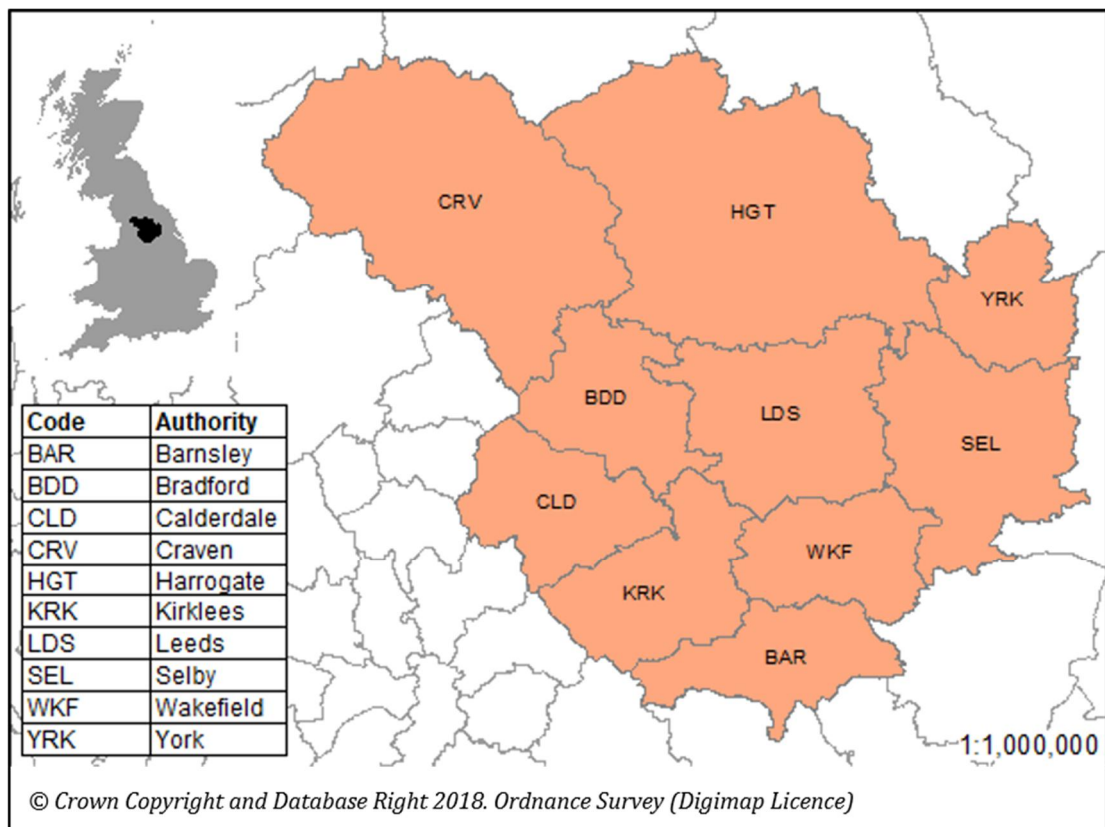 CRV
HGT
YRK
BDD
LDS
SEL
CLD
WKF
KRK
BAR
Code Authority
BAR Barnsley
BDD Bradford
CLD Calderdale
CRV Craven
HGT Harrogate
KRK Kirklees
LDS Leeds
SEL Selby
WKF Wakefield
YRK York
1:1,000,000
© Crown Copyright and Database Right 2018. Ordnance Survey (Digimap Licence)